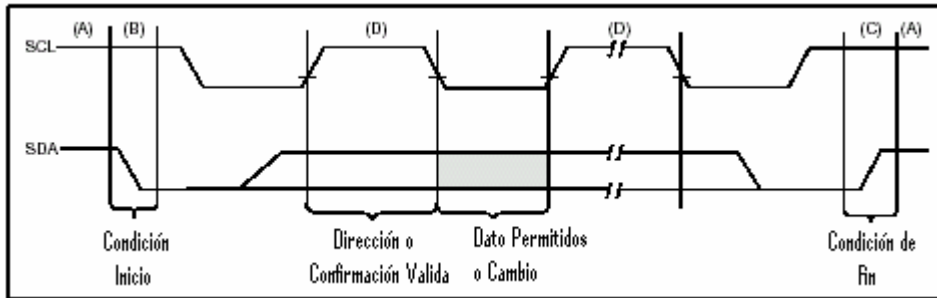 (A) (B) (D) (D) (C) (A)
SCL
SDA
Condición
Inicio
Dirección o
Confirmación Valida
Dato Permitidos
o Cambio
Condición de
Fin